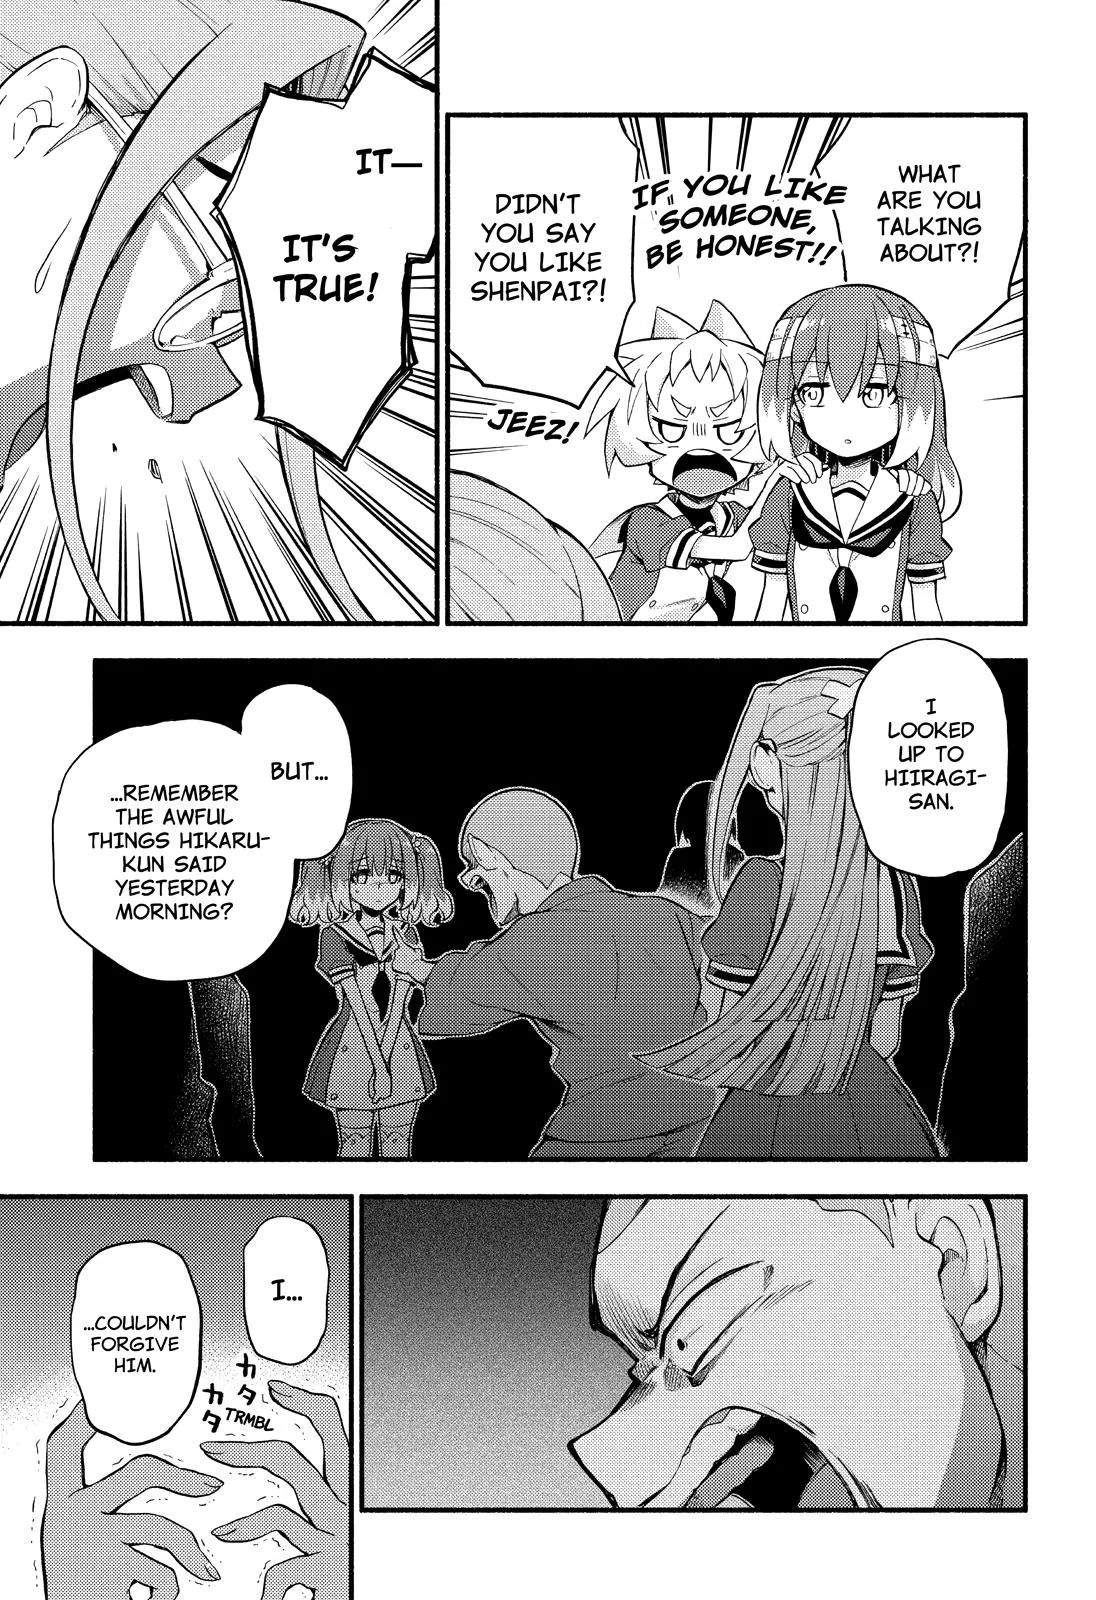 WHAT
ARE YOU
TALKING
ABOUT?!
IF YOU LIKE
SOMEONE,
BE HONEST!!
DIDN'T
YOU SAY
YOU LIKE
SHENPAI?!
JEEZ!
IT—
IT'S
TRUE!
I
LOOKED
UP TO
HIIRAGI-
SAN.
BUT...
...REMEMBER
THE AWFUL
THINGS HIKARU-
KUN SAID
YESTERDAY
MORNING?
I...
...COULDN'T
FORGIVE
HIM.
カタ
カタ
TRMBL